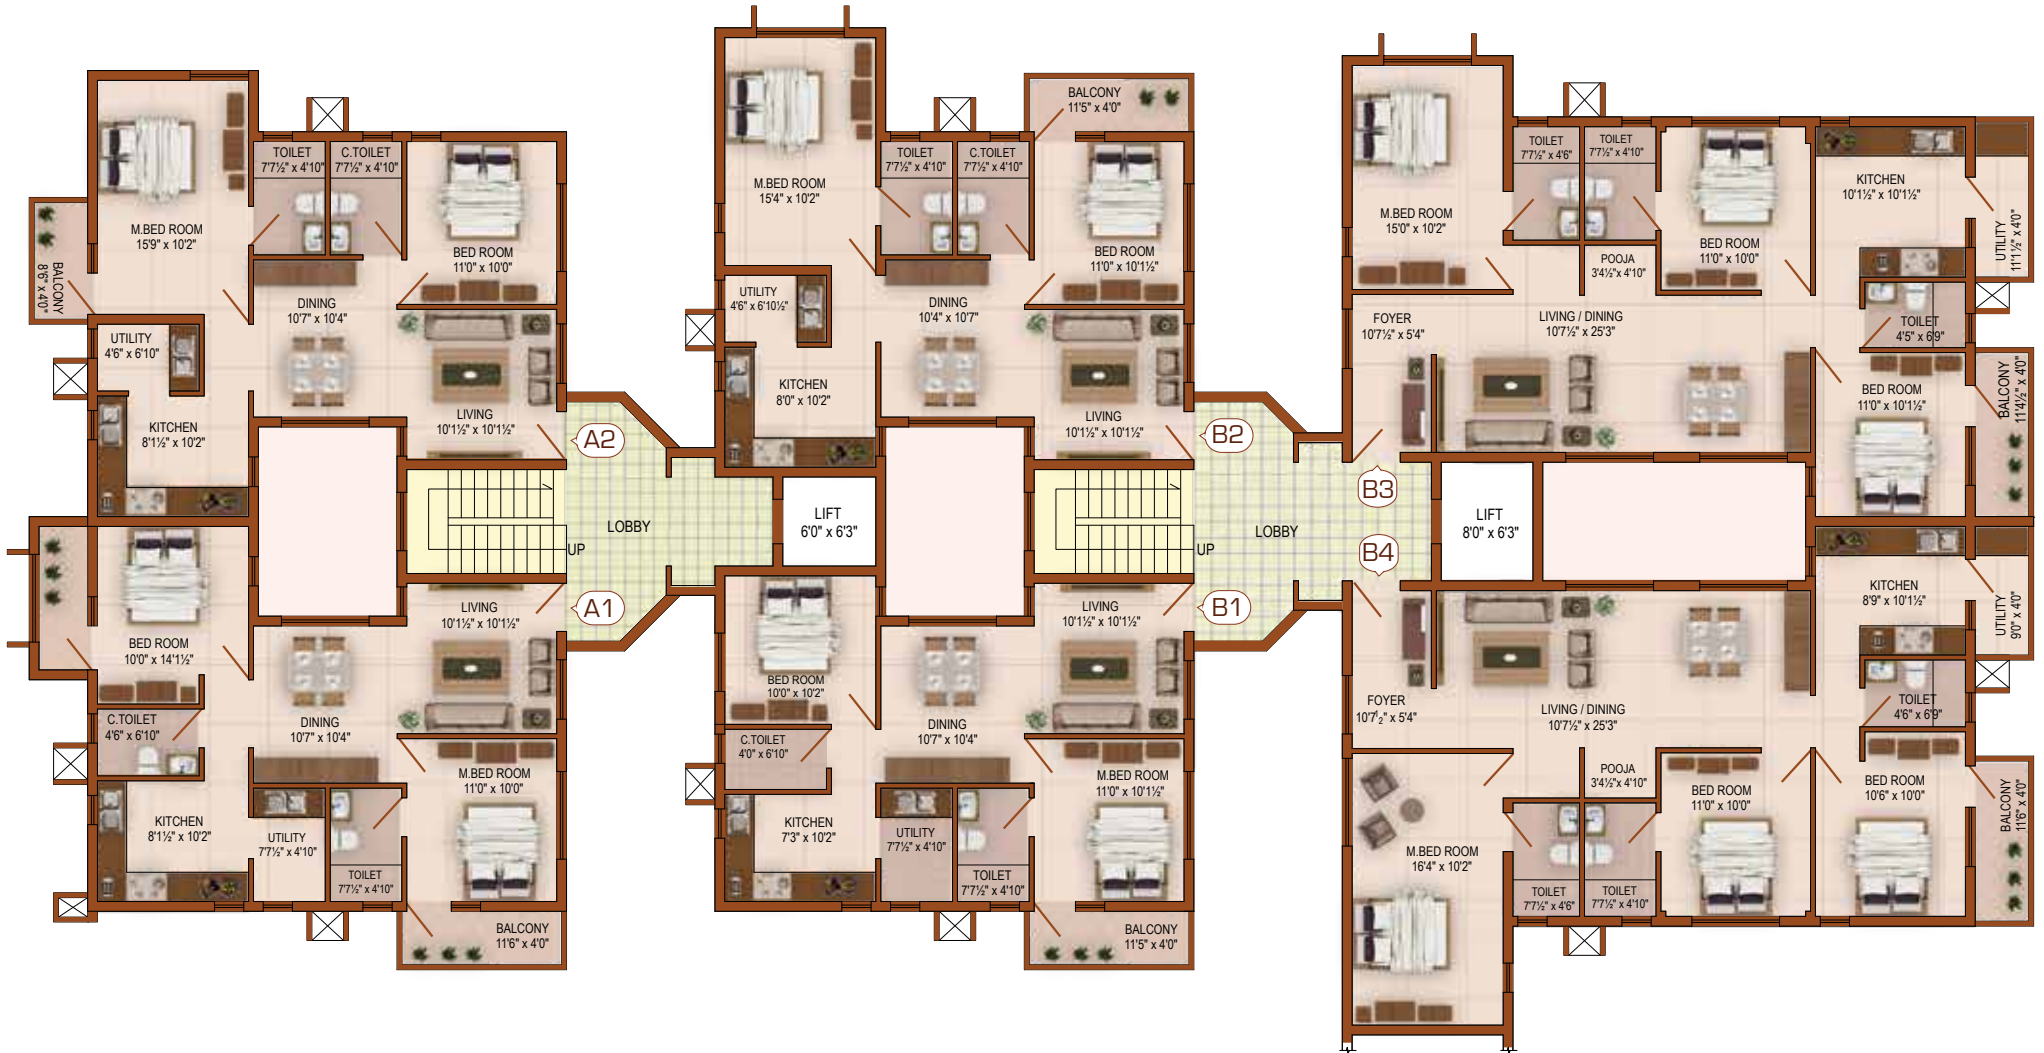 M.BED ROOM
15'9" x 10'2"
TOILET
7'7½" x 4'10"
C.TOILET
7'7½" x 4'10"
BED ROOM
11'0" x 10'0"
BALCONY
8'6" x 4'0"
DINING
10'7" x 10'4"
UTILITY
4'6" x 6'10"
KITCHEN
8'1½" x 10'2"
LIVING
10'1½" x 10'1½"
A2
LOBBY
UP
LIFT
6'0" x 6'3"
A1
LIVING
10'1½" x 10'1½"
BED ROOM
10'0" x 14'1½"
C.TOILET
4'6" x 6'10"
DINING
10'7" x 10'4"
M.BED ROOM
11'0" x 10'0"
KITCHEN
8'1½" x 10'2"
UTILITY
7'7½" x 4'10"
TOILET
7'7½" x 4'10"
BALCONY
11'6" x 4'0"
M.BED ROOM
15'4" x 10'2"
TOILET
7'7½" x 4'10"
C.TOILET
7'7½" x 4'10"
BALCONY
11'5" x 4'0"
BED ROOM
11'0" x 10'1½"
UTILITY
4'6" x 6'10½"
DINING
10'4" x 10'7"
KITCHEN
8'0" x 10'2"
LIVING
10'1½" x 10'1½"
B2
LOBBY
UP
B1
LIVING
10'1½" x 10'1½"
BED ROOM
10'0" x 10'2"
C.TOILET
4'0" x 6'10"
DINING
10'7" x 10'4"
M.BED ROOM
11'0" x 10'1½"
KITCHEN
7'3" x 10'2"
UTILITY
7'7½" x 4'10"
TOILET
7'7½" x 4'10"
BALCONY
11'5" x 4'0"
M.BED ROOM
15'0" x 10'2"
TOILET
7'7½" x 4'6"
TOILET
7'7½" x 4'10"
POOJA
3'4½" x 4'10"
BED ROOM
11'0" x 10'0"
KITCHEN
10'1½" x 10'1½"
UTILITY
11'1½" x 4'0"
FOYER
10'7½" x 5'4"
LIVING / DINING
10'7½" x 25'3"
TOILET
4'5" x 6'9"
BED ROOM
11'0" x 10'1½"
BALCONY
11'4½" x 4'0"
B3
LIFT
8'0" x 6'3"
B4
KITCHEN
8'9" x 10'1½"
UTILITY
9'0" x 4'0"
FOYER
10'7½" x 5'4"
LIVING / DINING
10'7½" x 25'3"
TOILET
4'6" x 6'9"
POOJA
3'4½" x 4'10"
BED ROOM
11'0" x 10'0"
BED ROOM
10'6" x 10'0"
BALCONY
11'6" x 4'0"
M.BED ROOM
16'4" x 10'2"
TOILET
7'7½" x 4'6"
TOILET
7'7½" x 4'10"